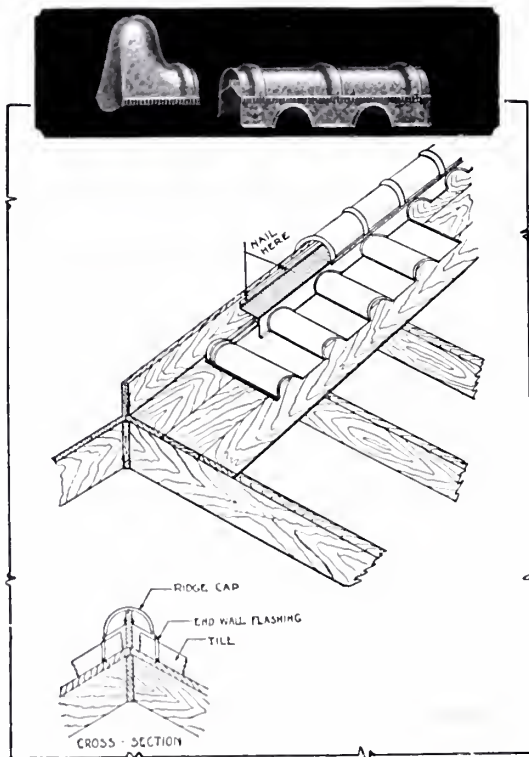 NAIL
HERE
RIDGE CAP
END WALL FLASHING
TILE
CROSS - SECTION